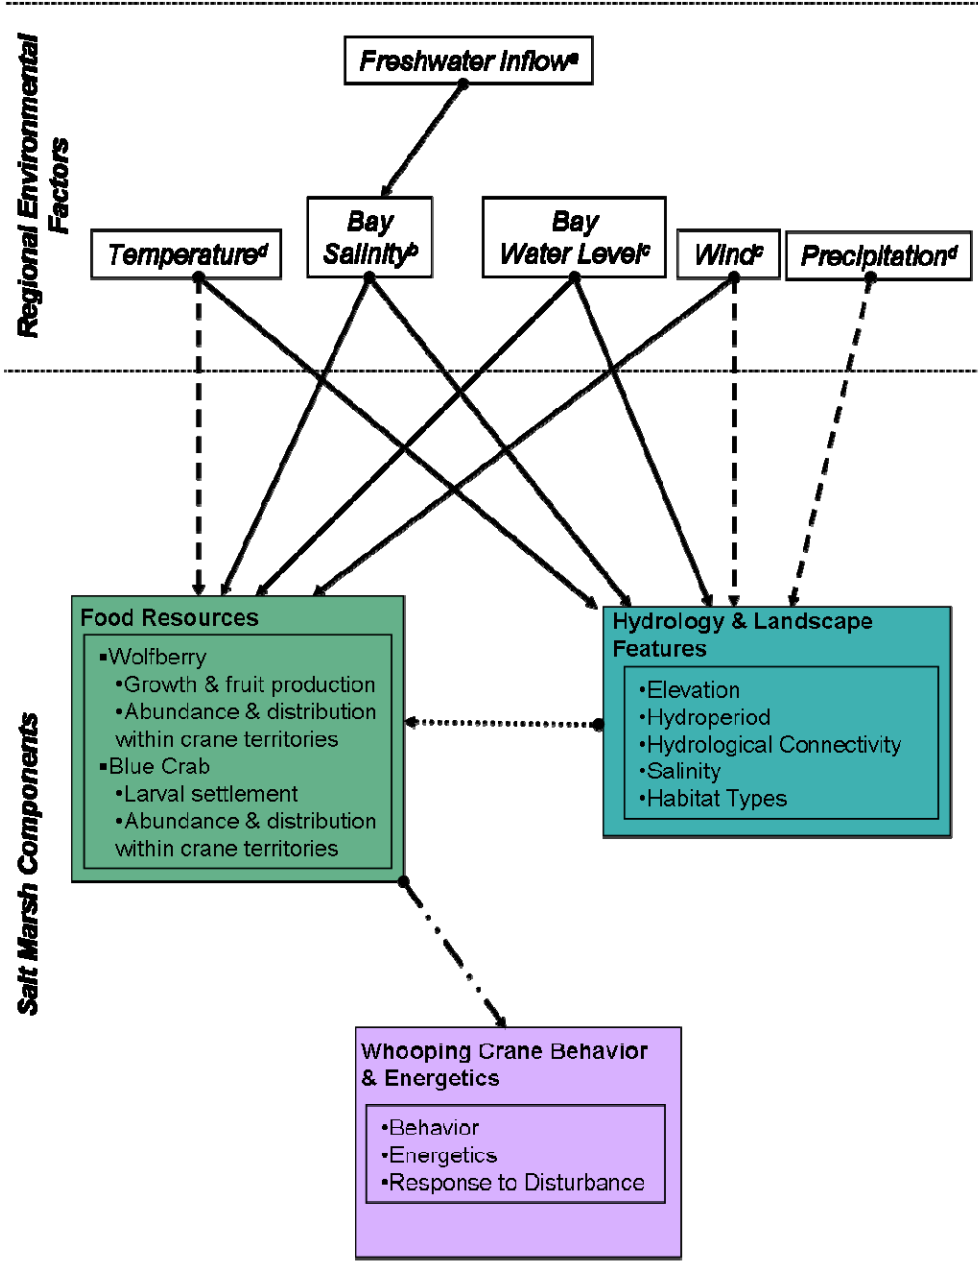 Regional Environmental
Factors
Freshwater Inflowᵃ
Temperatureᵈ
Bay
Salinityᵇ
Bay
Water Levelᶜ
Windᶜ
Precipitationᵈ
Salt Marsh Components
Food Resources
▪Wolfberry
•Growth & fruit production
•Abundance & distribution
within crane territories
▪Blue Crab
•Larval settlement
•Abundance & distribution
within crane territories
Hydrology & Landscape
Features
•Elevation
•Hydroperiod
•Hydrological Connectivity
•Salinity
•Habitat Types
Whooping Crane Behavior
& Energetics
•Behavior
•Energetics
•Response to Disturbance